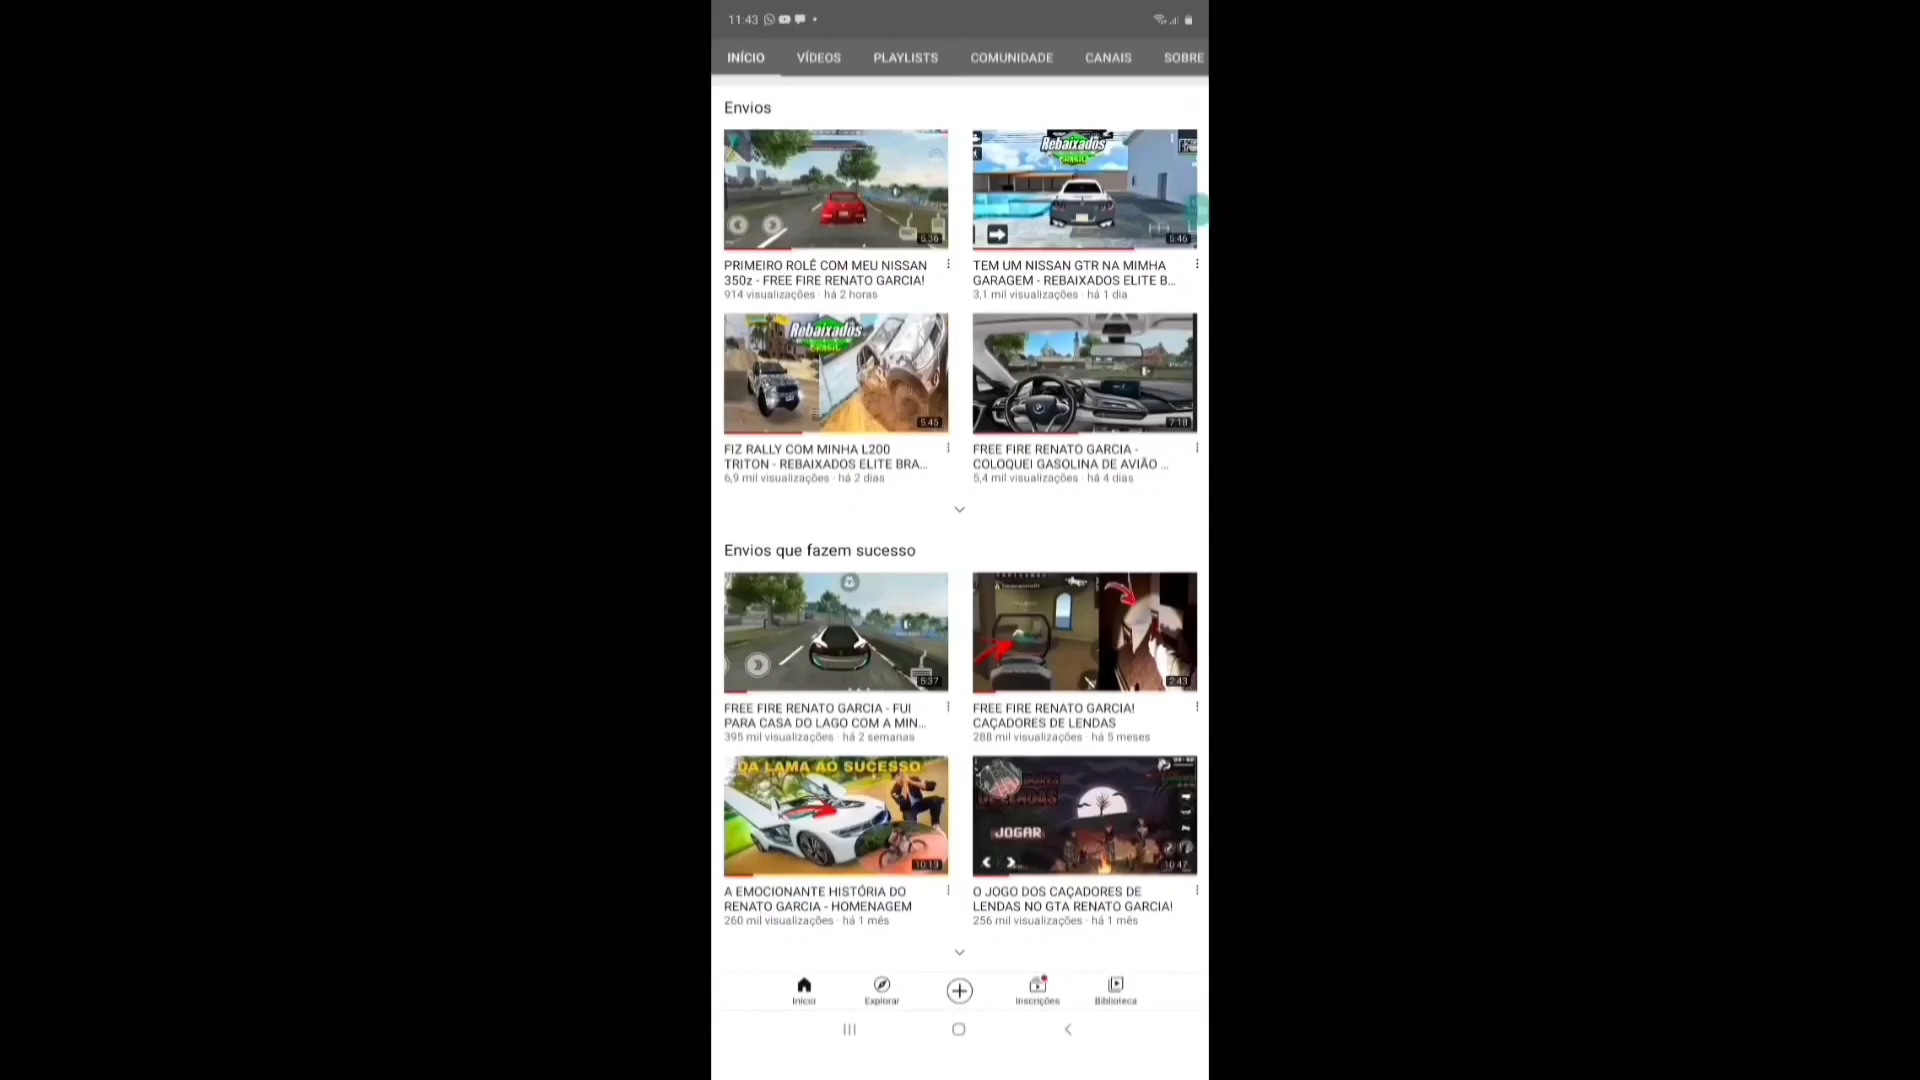 11:43
INÍCIO VÍDEOS PLAYLISTS COMUNIDADE CANAIS SOBRE
Envios
Rebaixados
BRASIL
6:36
5:46
PRIMEIRO ROLÊ COM MEU NISSAN
350z - FREE FIRE RENATO GARCIA!
914 visualizações · há 2 horas
TEM UM NISSAN GTR NA MIMHA
GARAGEM - REBAIXADOS ELITE B...
3,1 mil visualizações · há 1 dia
Rebaixados
BRASIL
5:45
7:18
FIZ RALLY COM MINHA L200
TRITON - REBAIXADOS ELITE BRA...
6,9 mil visualizações · há 2 dias
FREE FIRE RENATO GARCIA -
COLOQUEI GASOLINA DE AVIÃO ...
5,4 mil visualizações · há 4 dias
Envios que fazem sucesso
5:37
2:43
FREE FIRE RENATO GARCIA - FUI
PARA CASA DO LAGO COM A MIN...
395 mil visualizações · há 2 semanas
FREE FIRE RENATO GARCIA!
CAÇADORES DE LENDAS
288 mil visualizações · há 5 meses
DA LAMA AO SUCESSO
10:13
JOGAR
10:47
A EMOCIONANTE HISTÓRIA DO
RENATO GARCIA - HOMENAGEM
260 mil visualizações · há 1 mês
O JOGO DOS CAÇADORES DE
LENDAS NO GTA RENATO GARCIA!
256 mil visualizações · há 1 mês
Início Explorar Inscrições Biblioteca